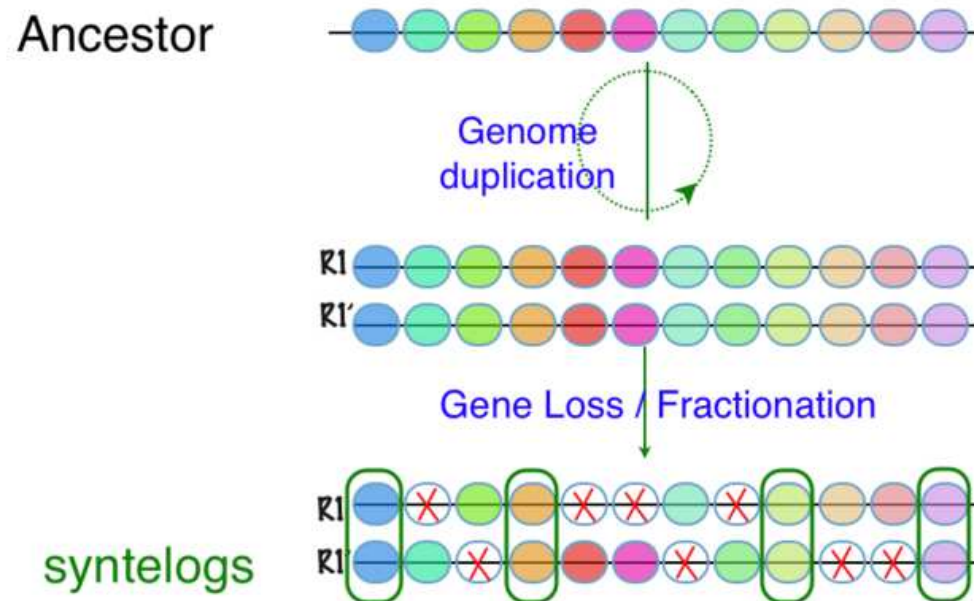 Ancestor
Genome
duplication
R1
R1'
Gene Loss / Fractionation
R1
R1'
syntelogs